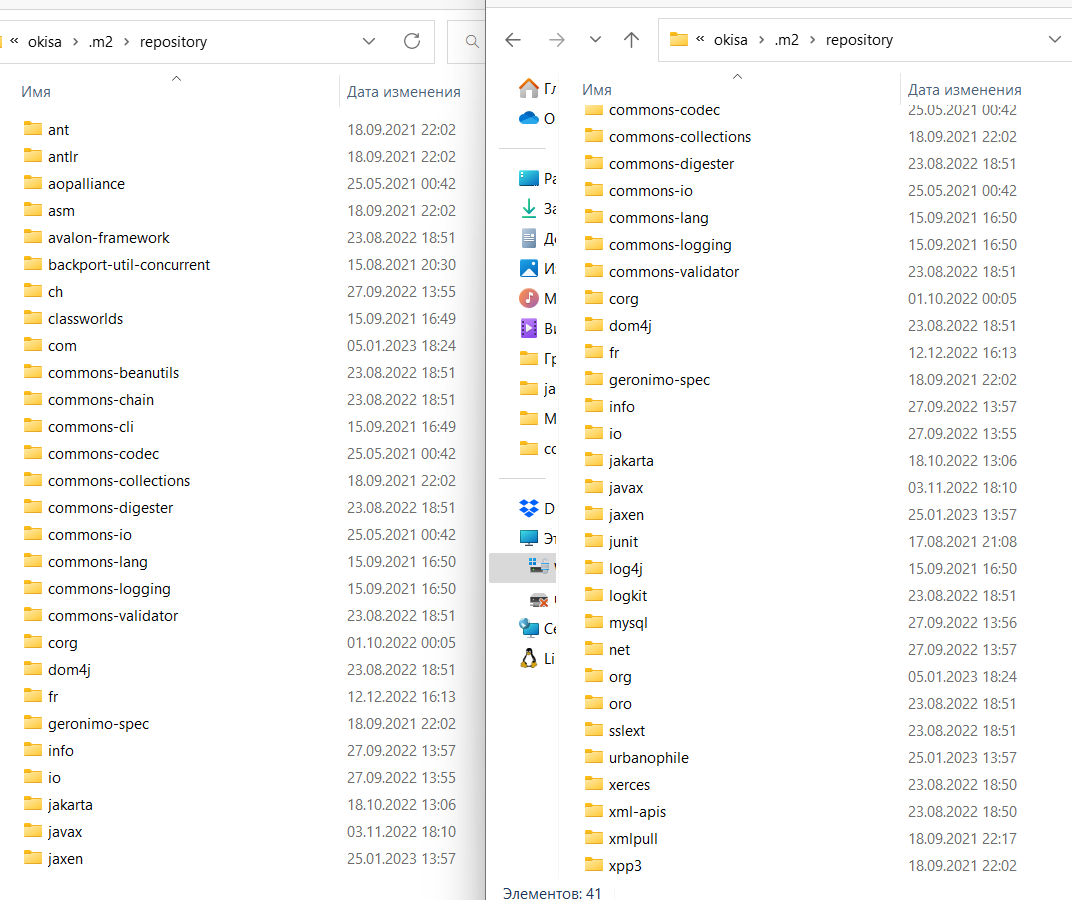 « okisa > .m2 > repository
Имя Дата изменения
ant 18.09.2021 22:02
antlr 18.09.2021 22:02
aopalliance 25.05.2021 00:42
asm 18.09.2021 22:02
avalon-framework 23.08.2022 18:51
backport-util-concurrent 15.08.2021 20:30
ch 27.09.2022 13:55
classworlds 15.09.2021 16:49
com 05.01.2023 18:24
commons-beanutils 23.08.2022 18:51
commons-chain 23.08.2022 18:51
commons-cli 15.09.2021 16:49
commons-codec 25.05.2021 00:42
commons-collections 18.09.2021 22:02
commons-digester 23.08.2022 18:51
commons-io 25.05.2021 00:42
commons-lang 15.09.2021 16:50
commons-logging 15.09.2021 16:50
commons-validator 23.08.2022 18:51
corg 01.10.2022 00:05
dom4j 23.08.2022 18:51
fr 12.12.2022 16:13
geronimo-spec 18.09.2021 22:02
info 27.09.2022 13:57
io 27.09.2022 13:55
jakarta 18.10.2022 13:06
javax 03.11.2022 18:10
jaxen 25.01.2023 13:57
« okisa > .m2 > repository
Гл
O
Ра
За
До
Из
М
Ви
Гр
ja
М
cc
D
Эт
Се
Li
Имя Дата изменения
commons-codec 25.05.2021 00:42
commons-collections 18.09.2021 22:02
commons-digester 23.08.2022 18:51
commons-io 25.05.2021 00:42
commons-lang 15.09.2021 16:50
commons-logging 15.09.2021 16:50
commons-validator 23.08.2022 18:51
corg 01.10.2022 00:05
dom4j 23.08.2022 18:51
fr 12.12.2022 16:13
geronimo-spec 18.09.2021 22:02
info 27.09.2022 13:57
io 27.09.2022 13:55
jakarta 18.10.2022 13:06
javax 03.11.2022 18:10
jaxen 25.01.2023 13:57
junit 17.08.2021 21:08
log4j 15.09.2021 16:50
logkit 23.08.2022 18:51
mysql 27.09.2022 13:56
net 27.09.2022 13:57
org 05.01.2023 18:24
oro 23.08.2022 18:51
sslext 23.08.2022 18:51
urbanophile 25.01.2023 13:57
xerces 23.08.2022 18:50
xml-apis 23.08.2022 18:50
xmlpull 18.09.2021 22:17
xpp3 18.09.2021 22:02
Элементов: 41